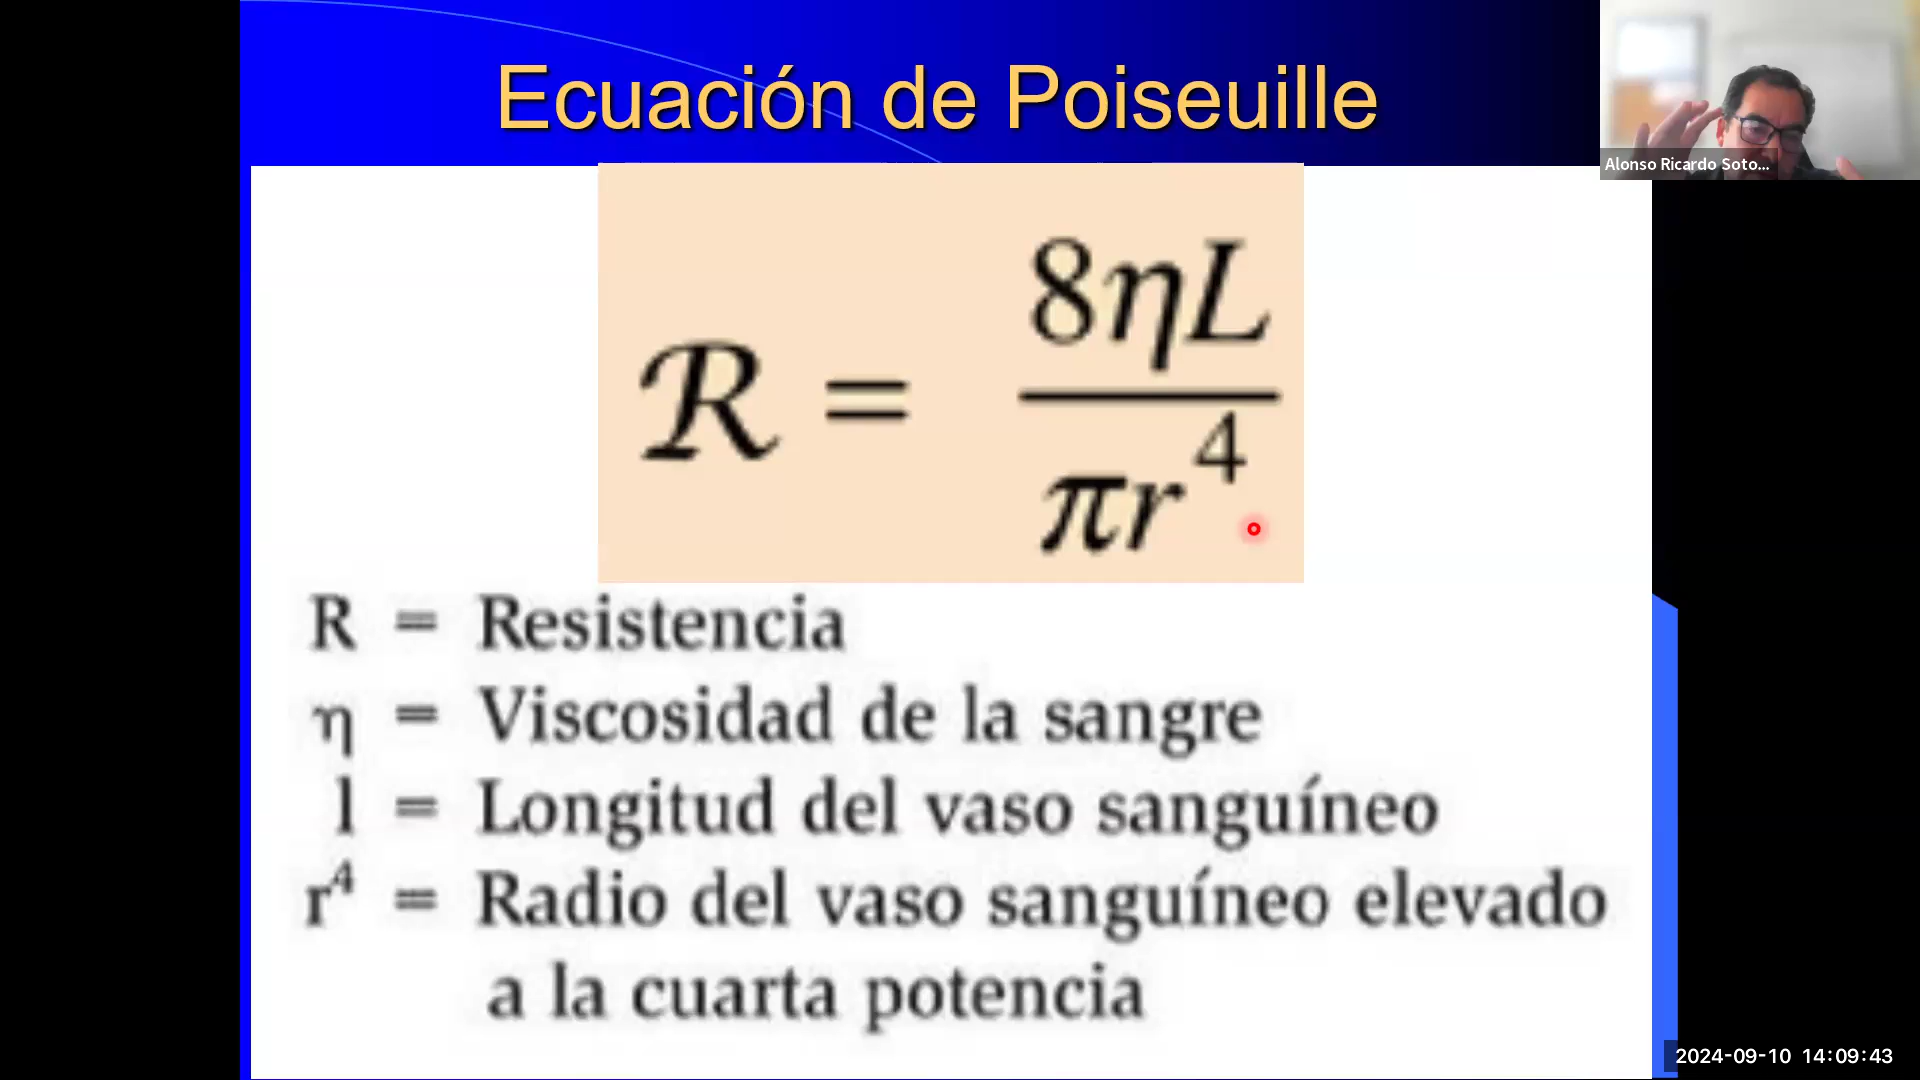 Ecuación de Poiseuille
Alonso Ricardo Soto...
ℛ = 8ηL / πr⁴
R = Resistencia
η = Viscosidad de la sangre
l = Longitud del vaso sanguíneo
r⁴ = Radio del vaso sanguíneo elevado
a la cuarta potencia
2024-09-10 14:09:43